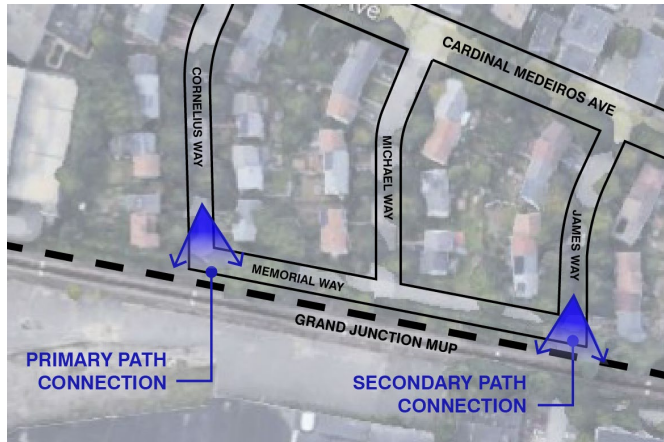 Ave
CARDINAL MEDEIROS AVE
CORNELIUS WAY
MICHAEL WAY
JAMES WAY
MEMORIAL WAY
GRAND JUNCTION MUP
PRIMARY PATH
CONNECTION
SECONDARY PATH
CONNECTION